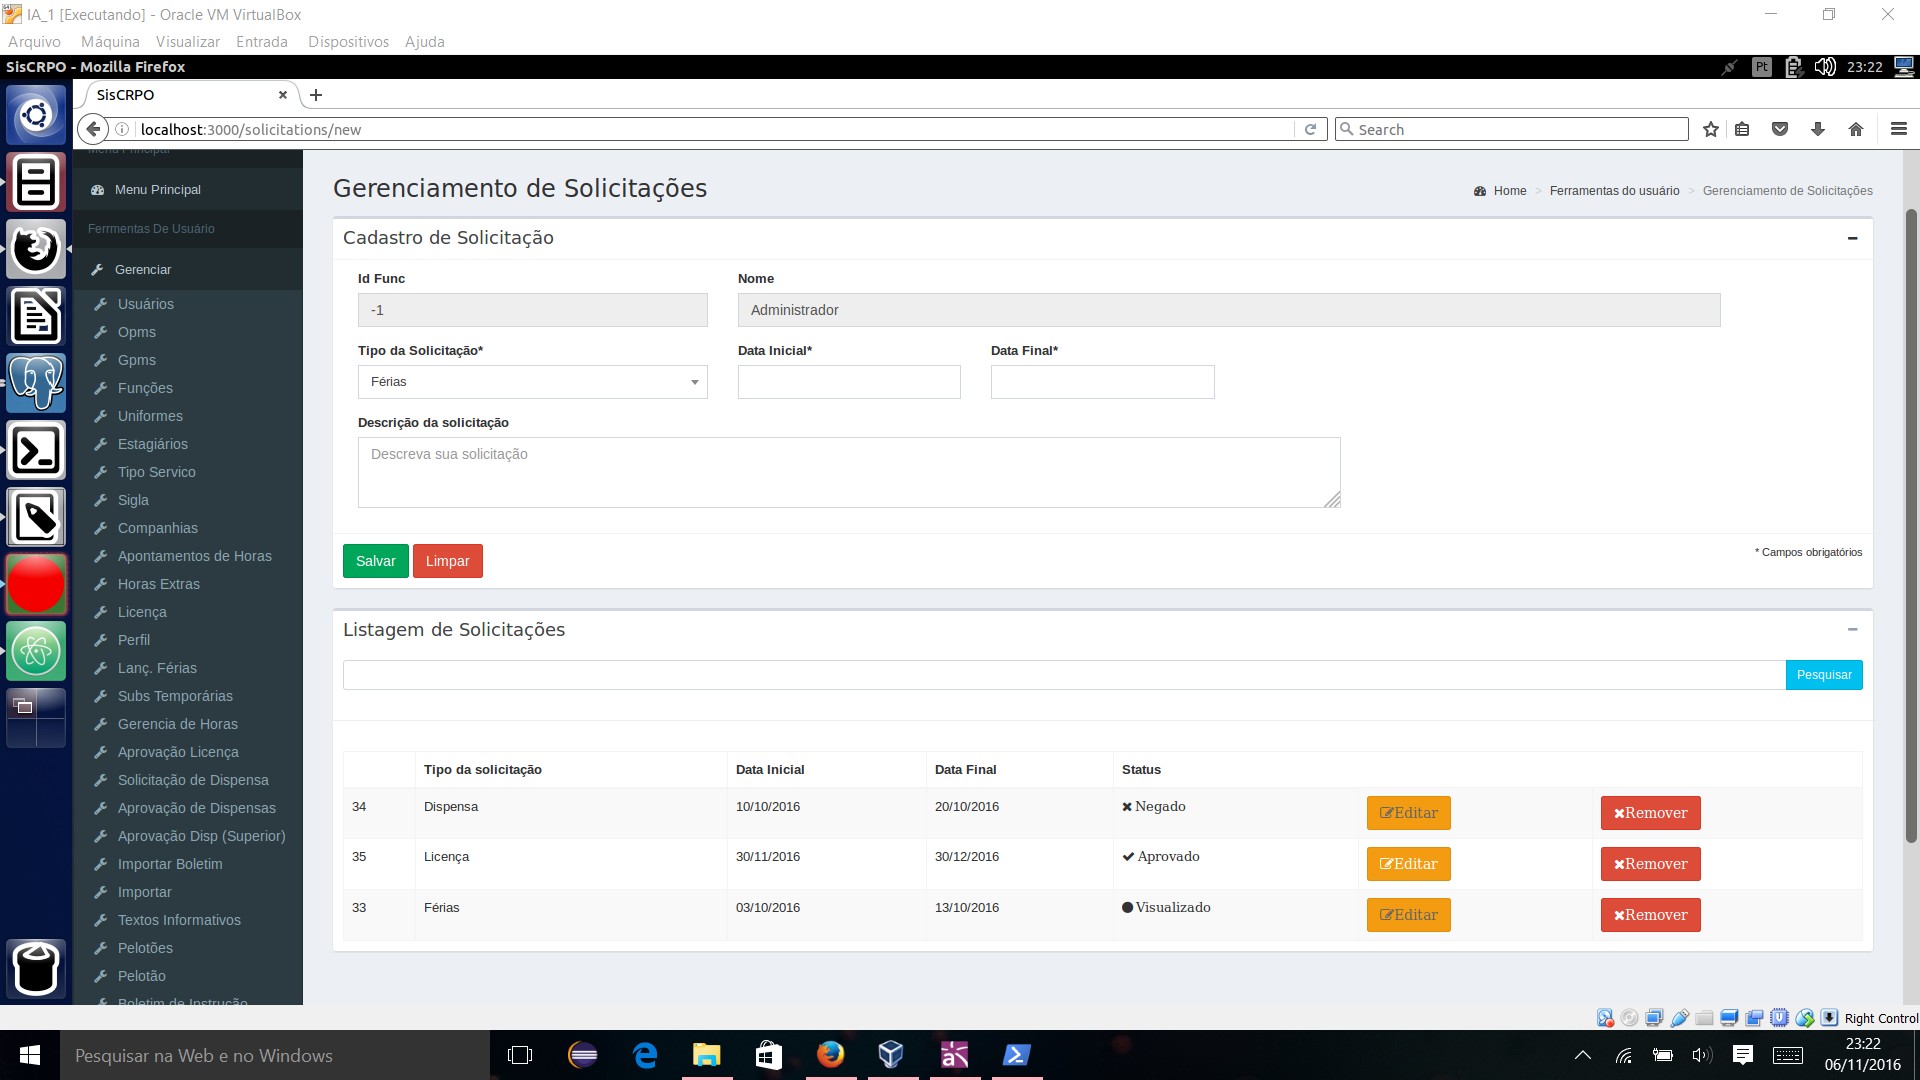 IA_1 [Executando] - Oracle VM VirtualBox
Arquivo Máquina Visualizar Entrada Dispositivos Ajuda
SisCRPO - Mozilla Firefox
Pt
23:22
SisCRPO
localhost:3000/solicitations/new
Search
Menu Principal
Menu Principal
Ferrmentas De Usuário
Gerenciar
Usuários
Opms
Gpms
Funções
Uniformes
Estagiários
Tipo Servico
Sigla
Companhias
Apontamentos de Horas
Horas Extras
Licença
Perfil
Lanç. Férias
Subs Temporárias
Gerencia de Horas
Aprovação Licença
Solicitação de Dispensa
Aprovação de Dispensas
Aprovação Disp (Superior)
Importar Boletim
Importar
Textos Informativos
Pelotões
Pelotão
Boletim de Instrução
Gerenciamento de Solicitações
Home > Ferramentas do usuário > Gerenciamento de Solicitações
Cadastro de Solicitação
Id Func Nome
-1 Administrador
Tipo da Solicitação* Data Inicial* Data Final*
Férias
Descrição da solicitação
Descreva sua solicitação
Salvar Limpar
* Campos obrigatórios
Listagem de Solicitações
Pesquisar
Tipo da solicitação Data Inicial Data Final Status
34 Dispensa 10/10/2016 20/10/2016 Negado Editar Remover
35 Licença 30/11/2016 30/12/2016 Aprovado Editar Remover
33 Férias 03/10/2016 13/10/2016 Visualizado Editar Remover
Right Control
Pesquisar na Web e no Windows
23:22
06/11/2016